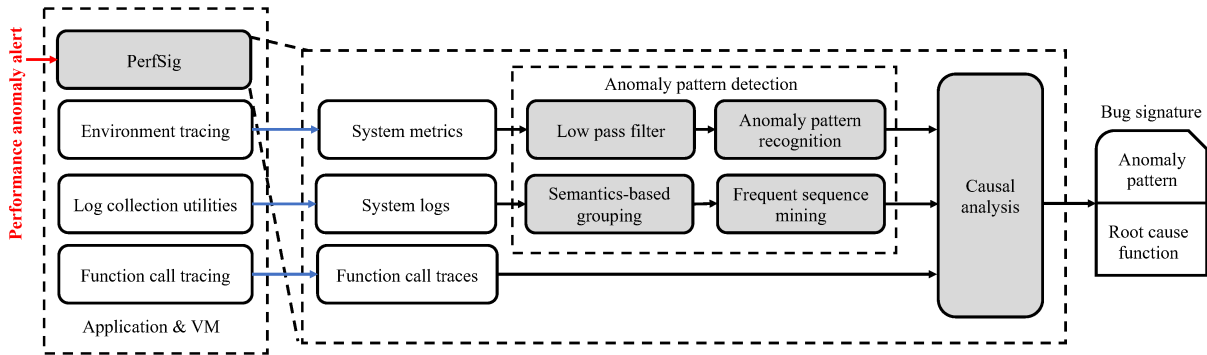 Performance anomaly alert
PerfSig
Environment tracing
Log collection utilities
Function call tracing
Application & VM
System metrics
System logs
Function call traces
Anomaly pattern detection
Low pass filter
Anomaly pattern
recognition
Semantics-based
grouping
Frequent sequence
mining
Causal
analysis
Bug signature
Anomaly
pattern
Root cause
function